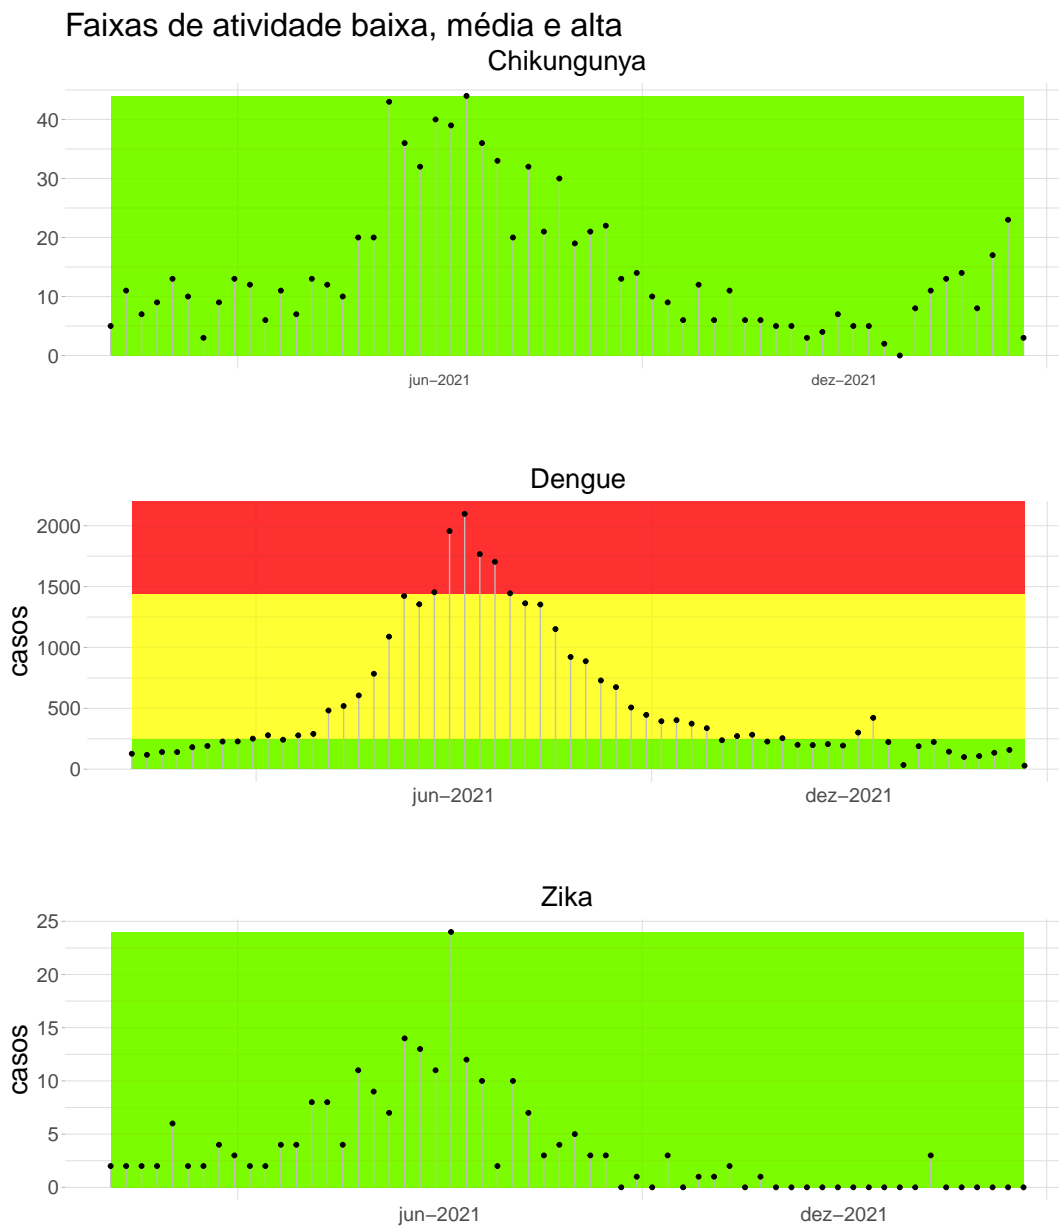 Faixas de atividade baixa, média e alta
Chikungunya
40
30
20
10
0
jun−2021 dez−2021
Dengue
2000
1500
1000
500
0
casos
jun−2021 dez−2021
Zika
25
20
15
10
5
0
casos
jun−2021 dez−2021